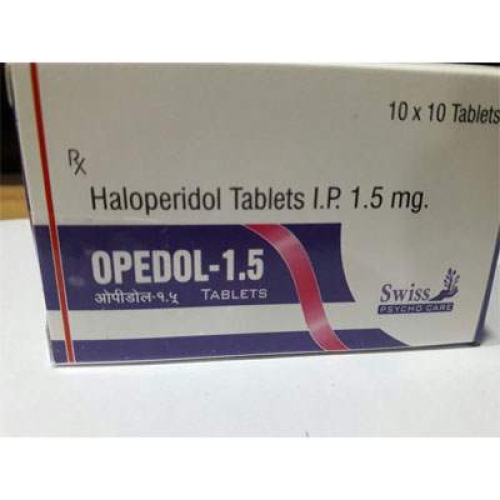 10 x 10 Tablets
Rx
Haloperidol Tablets I.P. 1.5 mg.
OPEDOL-1.5
ओपीडोल-१.५ TABLETS
Swiss
PSYCHO CARE